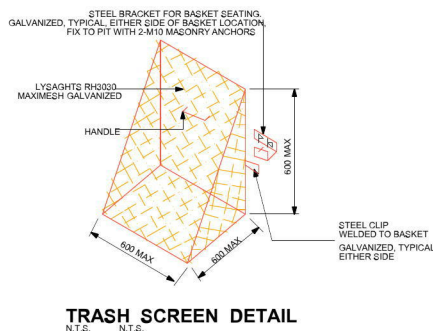 STEEL BRACKET FOR BASKET SEATING.
GALVANIZED, TYPICAL, EITHER SIDE OF BASKET LOCATION,
FIX TO PIT WITH 2-M10 MASONRY ANCHORS
LYSAGHTS RH3030
MAXIMESH GALVANIZED
HANDLE
600 MAX
STEEL CLIP
WELDED TO BASKET
GALVANIZED, TYPICAL
EITHER SIDE
600 MAX
600 MAX
TRASH SCREEN DETAIL
N.T.S. N.T.S.